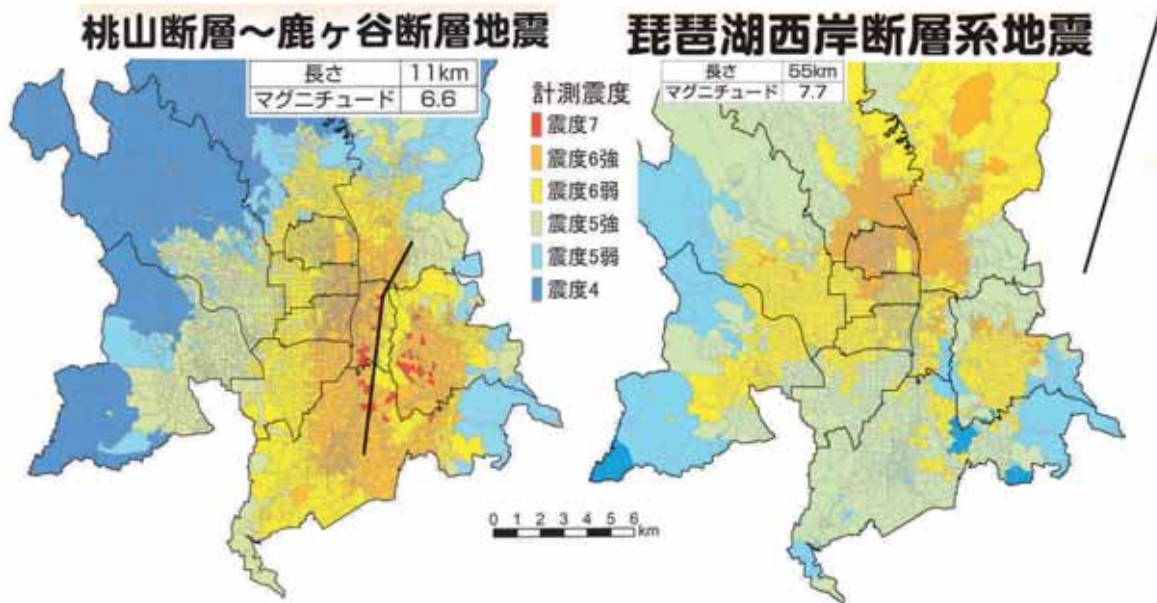 桃山断層～鹿ヶ谷断層地震
長さ 11km
マグニチュード 6.6
計測震度
震度7
震度6強
震度6弱
震度5強
震度5弱
震度4
0 1 2 3 4 5 6 km
琵琶湖西岸断層系地震
長さ 55km
マグニチュード 7.7